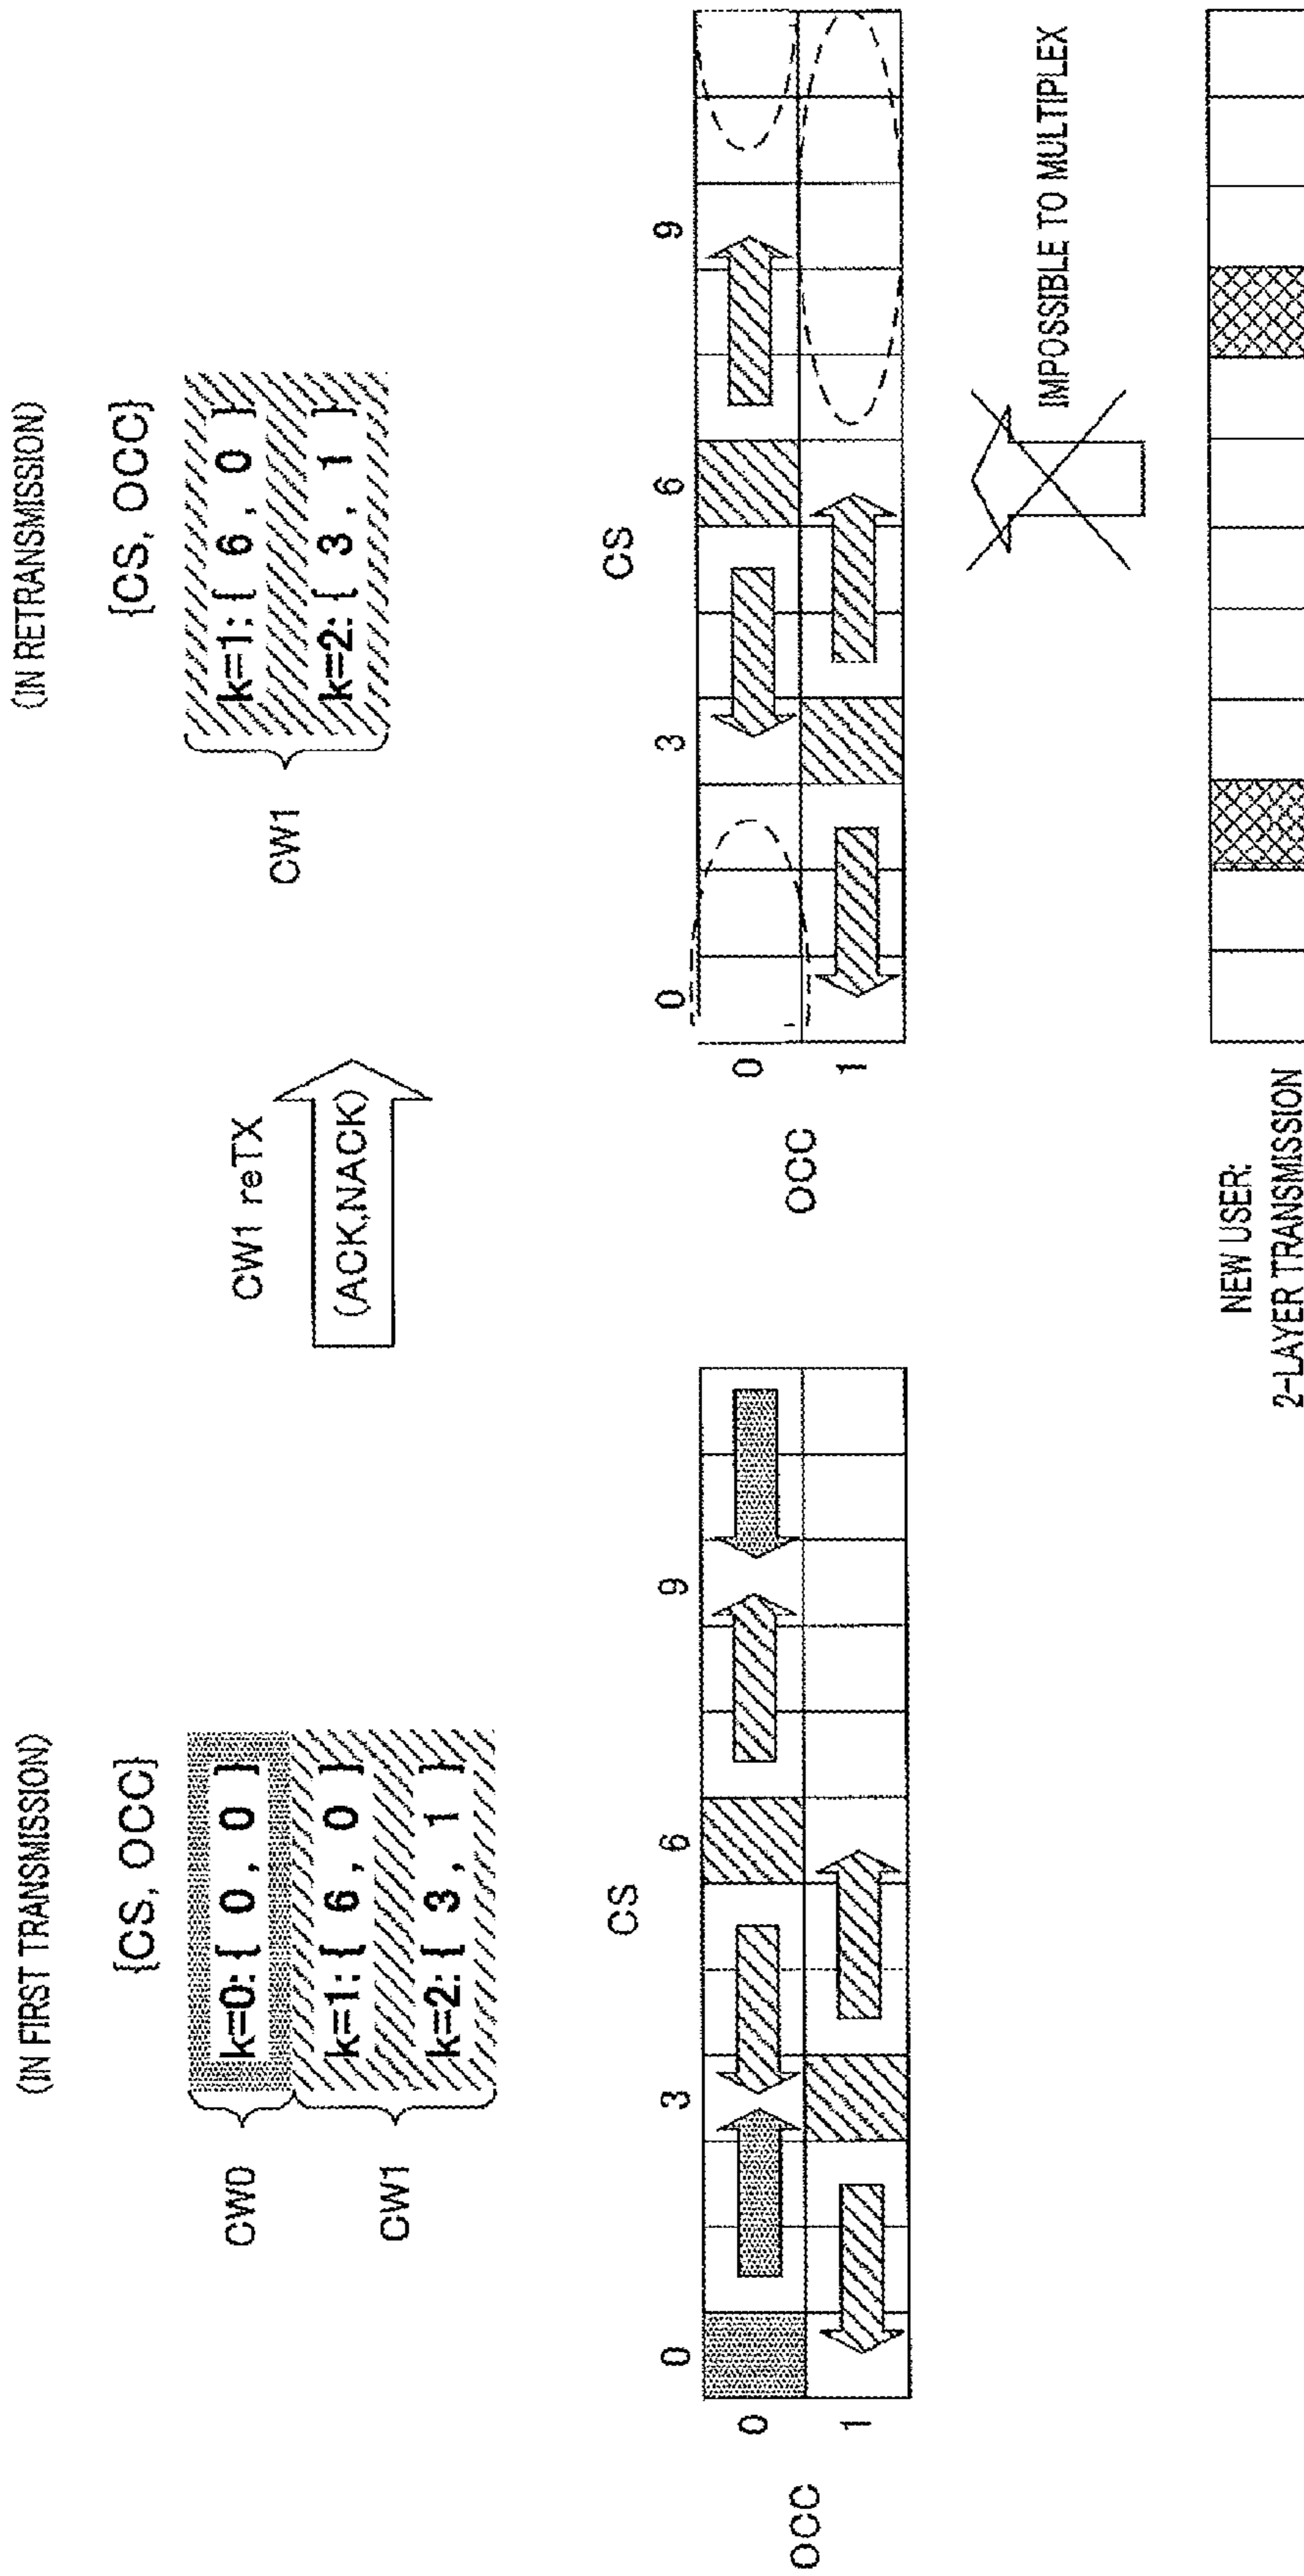 (IN FIRST TRANSMISSION)
{CS, OCC}
k=0: { 0 , 0 }
k=1: { 6 , 0 }
k=2: { 3 , 1 }
CW0
CW1
CS
0 3 6 9
0
1
OCC
CW1 reTX
(ACK,NACK)
(IN RETRANSMISSION)
{CS, OCC}
k=1: { 6 , 0 }
k=2: { 3 , 1 }
CW1
CS
0 3 6 9
0
1
OCC
IMPOSSIBLE TO MULTIPLEX
NEW USER:
2-LAYER TRANSMISSION